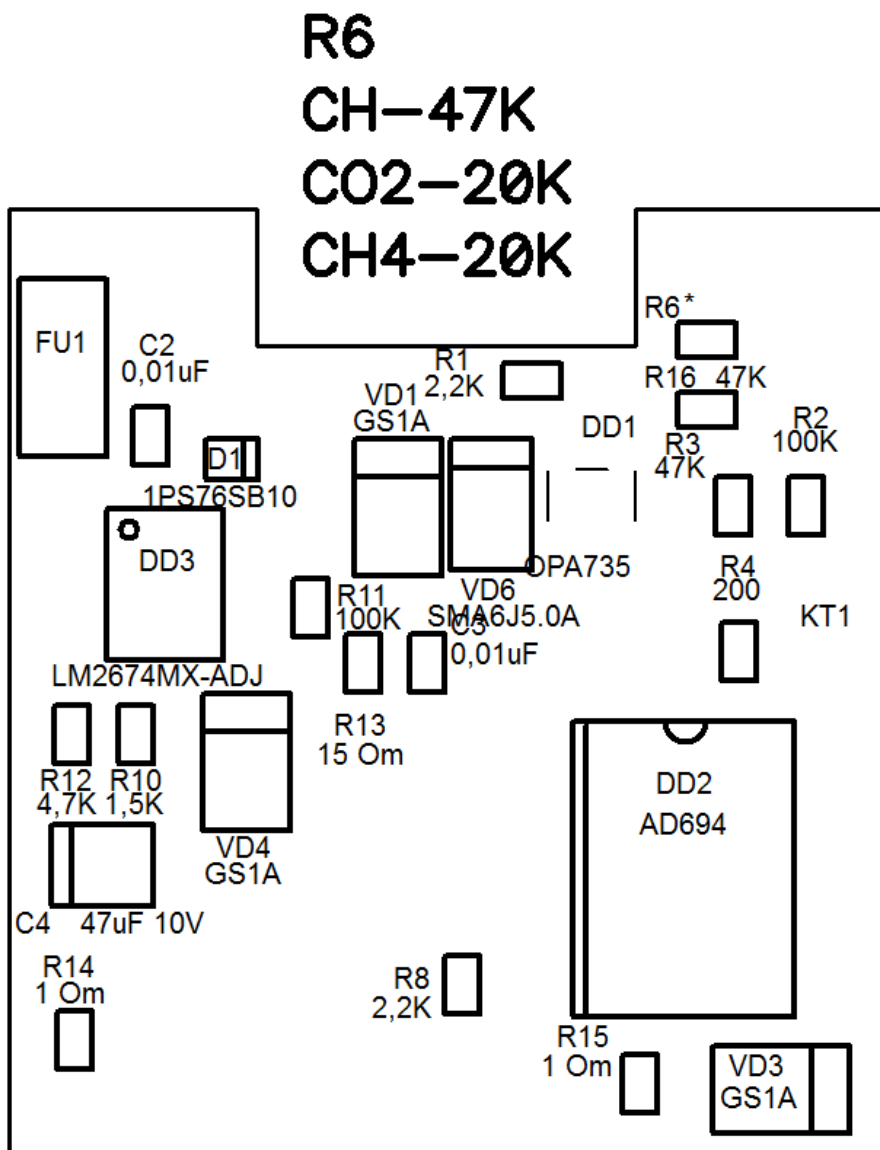 R6
CH-47K
CO2-20K
CH4-20K
R6*
FU1
C2
0,01uF
R1
2,2K
R16 47K
VD1
GS1A
DD1
R2
100K
R3
47K
D1
1PS76SB10
DD3
OPA735
R4
200
R11
100K
VD6
SMA6J5.0A
C3
0,01uF
KT1
LM2674MX-ADJ
R13
15 Om
R12
4,7K
R10
1,5K
DD2
AD694
VD4
GS1A
C4 47uF 10V
R14
1 Om
R8
2,2K
R15
1 Om
VD3
GS1A